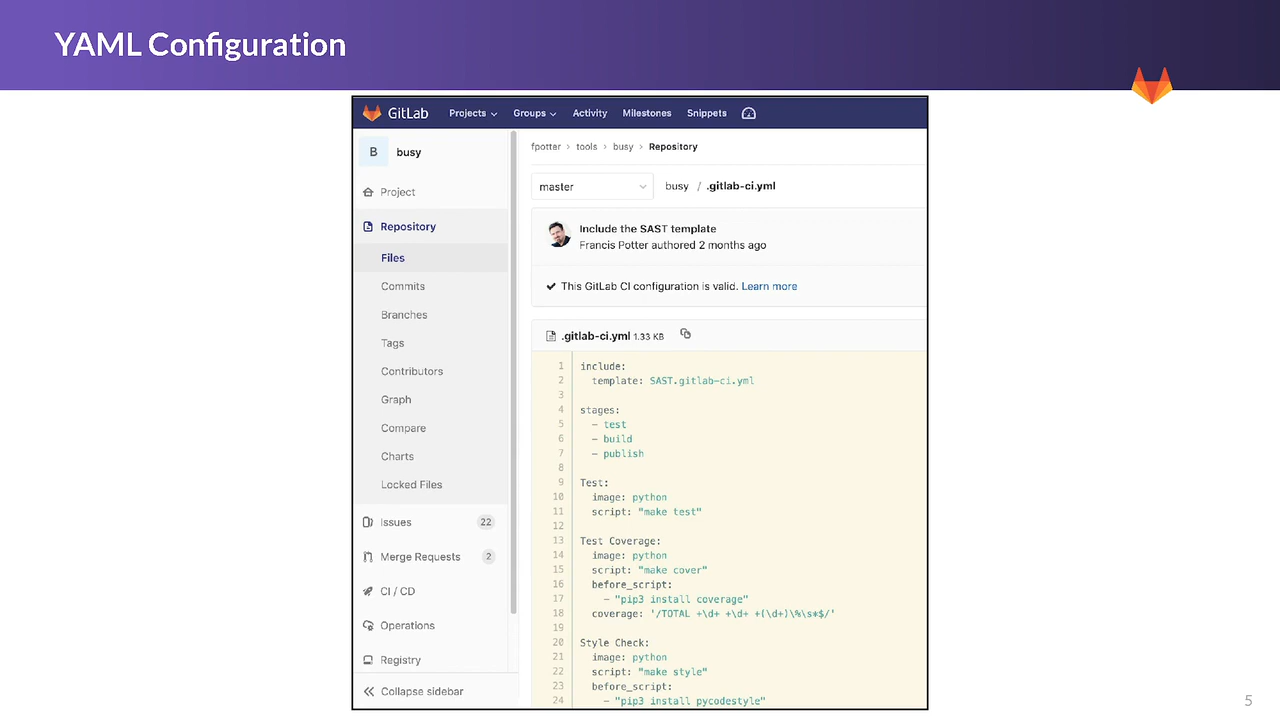 YAML Configuration
GitLab Projects Groups Activity Milestones Snippets
B busy
Project
Repository
Files
Commits
Branches
Tags
Contributors
Graph
Compare
Charts
Locked Files
Issues 22
Merge Requests 2
CI / CD
Operations
Registry
Collapse sidebar
fpotter › tools › busy › Repository
master busy / .gitlab-ci.yml
Include the SAST template
Francis Potter authored 2 months ago
This GitLab CI configuration is valid. Learn more
.gitlab-ci.yml 1.33 KB
1 include:
2   template: SAST.gitlab-ci.yml
3
4 stages:
5   – test
6   – build
7   – publish
8
9 Test:
10   image: python
11   script: "make test"
12
13 Test Coverage:
14   image: python
15   script: "make cover"
16   before_script:
17     – "pip3 install coverage"
18   coverage: '/TOTAL +\d+ +\d+ +(\d+)\%\s*$/'
19
20 Style Check:
21   image: python
22   script: "make style"
23   before_script:
24     – "pip3 install pycodestyle"
5